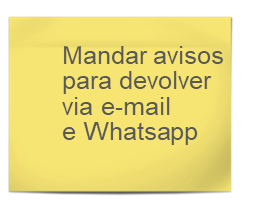 Mandar avisos
para devolver
via e-mail
e Whatsapp